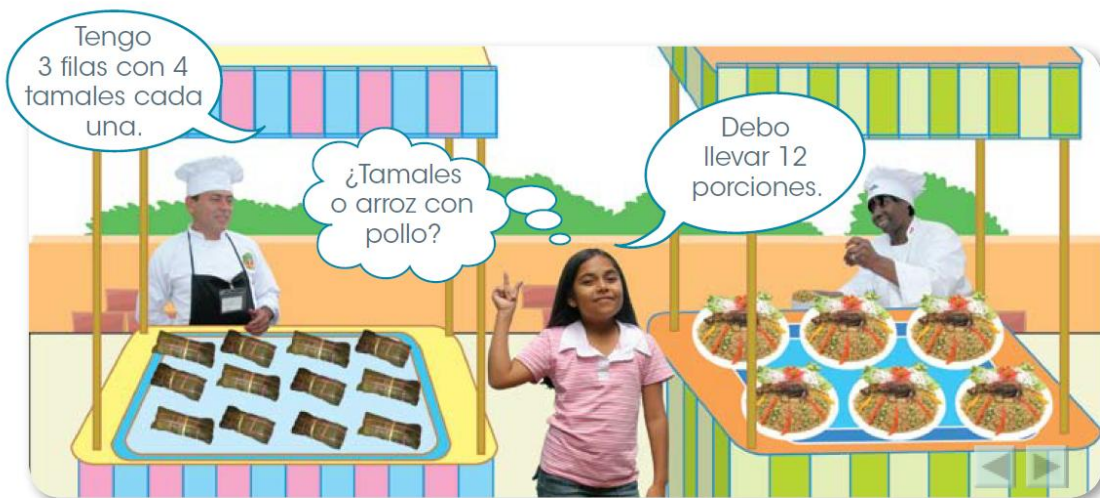 Tengo
3 filas con 4
tamales cada
una.
¿Tamales
o arroz con
pollo?
Debo
llevar 12
porciones.